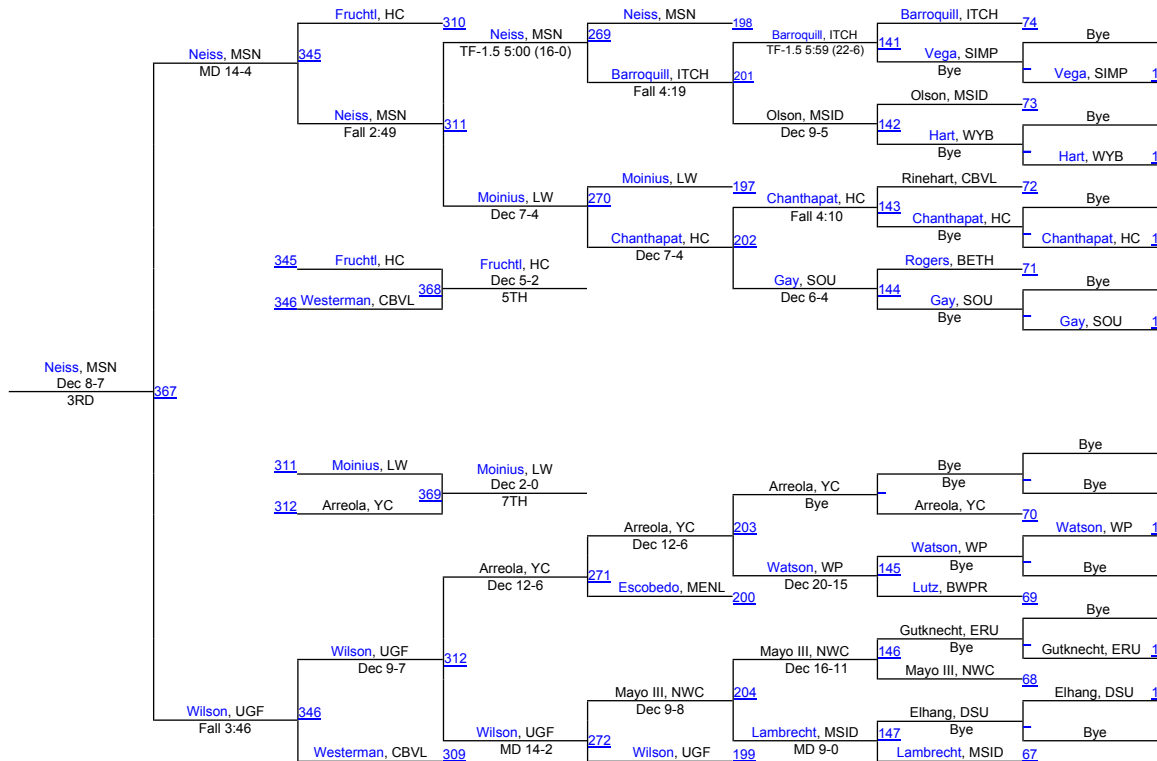 Fruchtl, HC
310
Neiss, MSN
198
Barroquill, ITCH
74
Neiss, MSN
MD 14-4
345
Neiss, MSN
TF-1.5 5:00 (16-0)
269
Barroquill, ITCH
TF-1.5 5:59 (22-6)
141
Bye
Vega, SIMP
Bye
Barroquill, ITCH
Fall 4:19
201
Vega, SIMP
Olson, MSID
73
Neiss, MSN
Fall 2:49
311
Olson, MSID
Dec 9-5
142
Bye
Hart, WYB
Bye
Hart, WYB
Moinius, LW
197
Rinehart, CBVL
72
Moinius, LW
Dec 7-4
270
Chanthapat, HC
Fall 4:10
143
Bye
Chanthapat, HC
Bye
Chanthapat, HC
Dec 7-4
202
Chanthapat, HC
345
Fruchtl, HC
368
Fruchtl, HC
Dec 5-2
5TH
Rogers, BETH
71
346
Westerman, CBVL
Gay, SOU
Dec 6-4
144
Bye
Gay, SOU
Bye
Gay, SOU
Neiss, MSN
Dec 8-7
3RD
367
311
Moinius, LW
369
Moinius, LW
Dec 2-0
7TH
312
Arreola, YC
Bye
Bye
Bye
Bye
Arreola, YC
Bye
Arreola, YC
70
Arreola, YC
Dec 12-6
203
Watson, WP
Watson, WP
Bye
Watson, WP
Dec 20-15
145
Bye
Arreola, YC
Dec 12-6
271
Escobedo, MENL
200
Lutz, BWPR
69
Bye
Gutknecht, ERU
Bye
Gutknecht, ERU
Wilson, UGF
Dec 9-7
312
Mayo III, NWC
Dec 16-11
146
Mayo III, NWC
68
Mayo III, NWC
Dec 9-8
204
Elhang, DSU
Elhang, DSU
Bye
Wilson, UGF
Fall 3:46
346
Wilson, UGF
MD 14-2
272
Lambrecht, MSID
MD 9-0
147
Bye
Westerman, CBVL
309
Wilson, UGF
199
Lambrecht, MSID
67